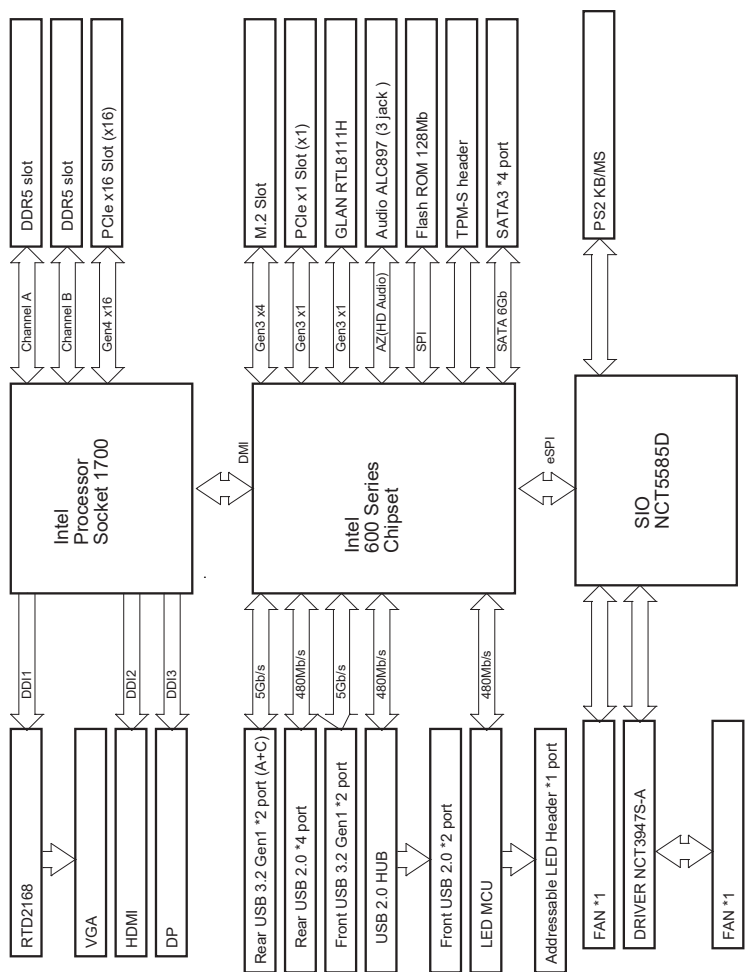 DDR5 slot
DDR5 slot
PCIe x16 Slot (x16)
Channel A
Channel B
Gen4 x16
Intel
Processor
Socket 1700
DDI1
DDI2
DDI3
RTD2168
VGA
HDMI
DP
DMI
M.2 Slot
PCIe x1 Slot (x1)
GLAN RTL8111H
Audio ALC897 (3 jack )
Flash ROM 128Mb
TPM-S header
SATA3 *4 port
Gen3 x4
Gen3 x1
Gen3 x1
AZ(HD Audio)
SPI
SATA 6Gb
Intel
600 Series
Chipset
5Gb/s
480Mb/s
5Gb/s
480Mb/s
480Mb/s
Rear USB 3.2 Gen1 *2 port (A+C)
Rear USB 2.0 *4 port
Front USB 3.2 Gen1 *2 port
USB 2.0 HUB
Front USB 2.0 *2 port
LED MCU
Addressable LED Header *1 port
eSPI
PS2 KB/MS
SIO
NCT5585D
FAN *1
DRIVER NCT3947S-A
FAN *1